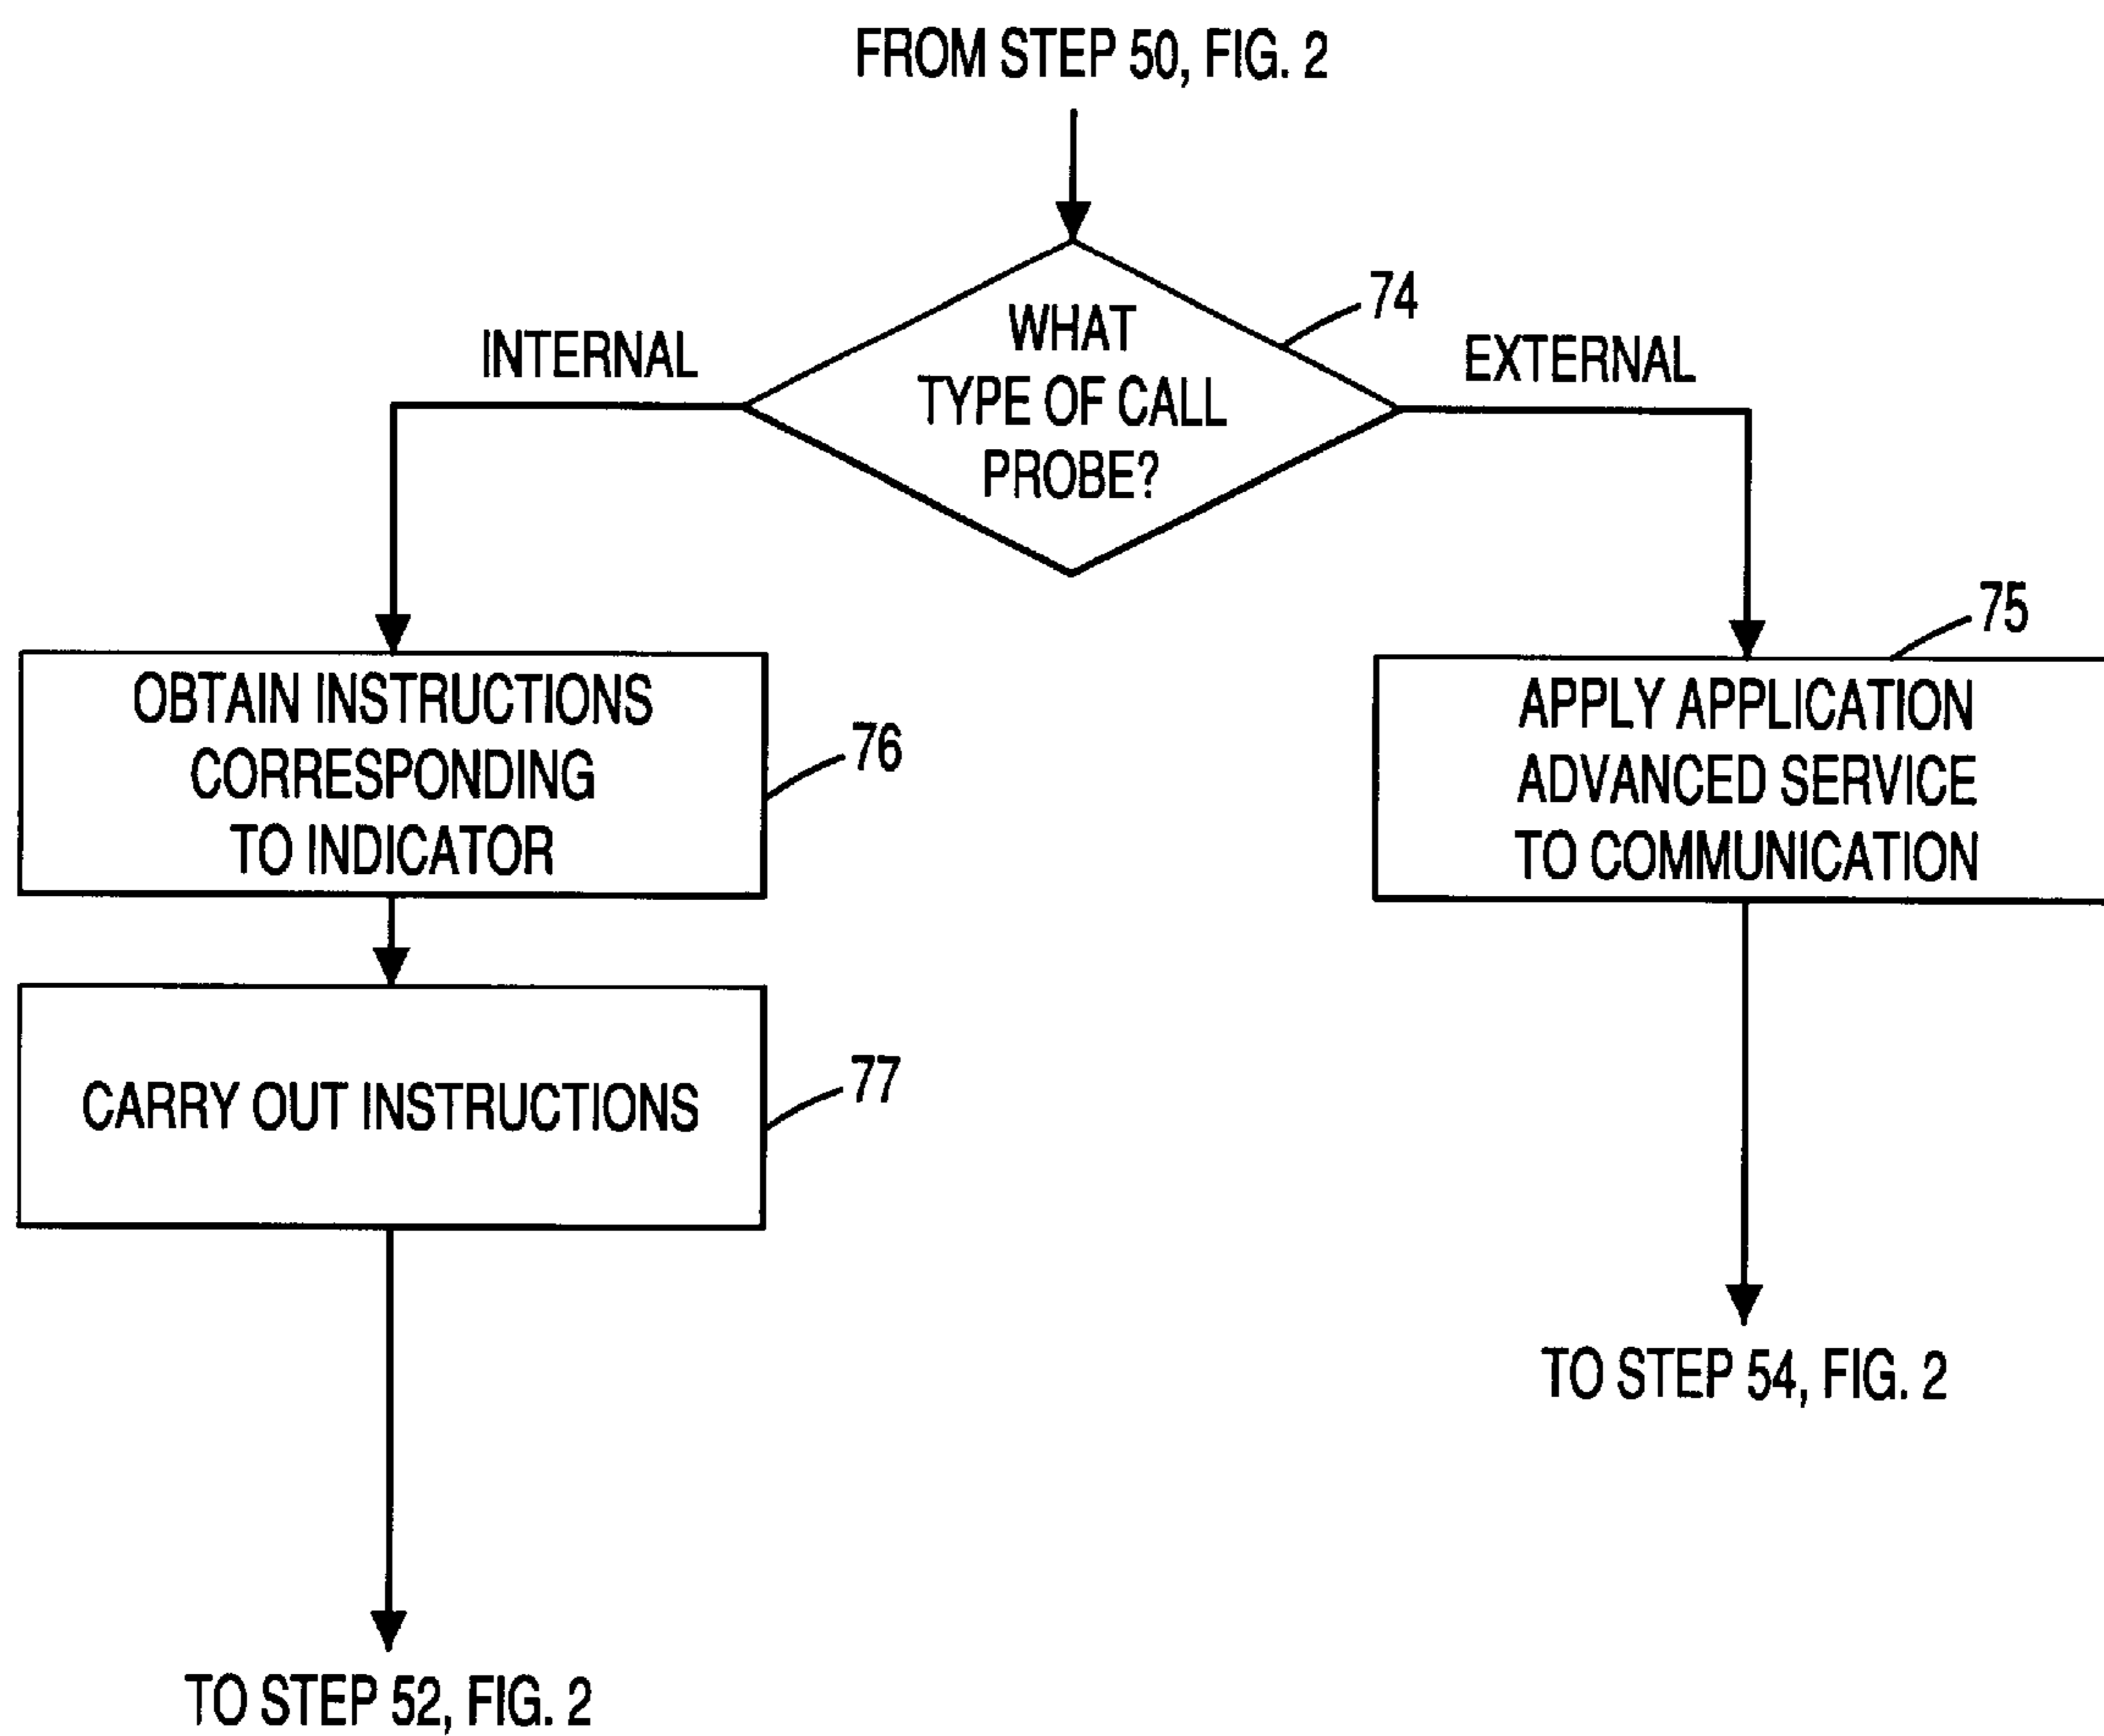 FROM STEP 50, FIG. 2
WHAT
TYPE OF CALL
PROBE?
74
INTERNAL
EXTERNAL
OBTAIN INSTRUCTIONS
CORRESPONDING
TO INDICATOR
76
APPLY APPLICATION
ADVANCED SERVICE
TO COMMUNICATION
75
CARRY OUT INSTRUCTIONS
77
TO STEP 54, FIG. 2
TO STEP 52, FIG. 2